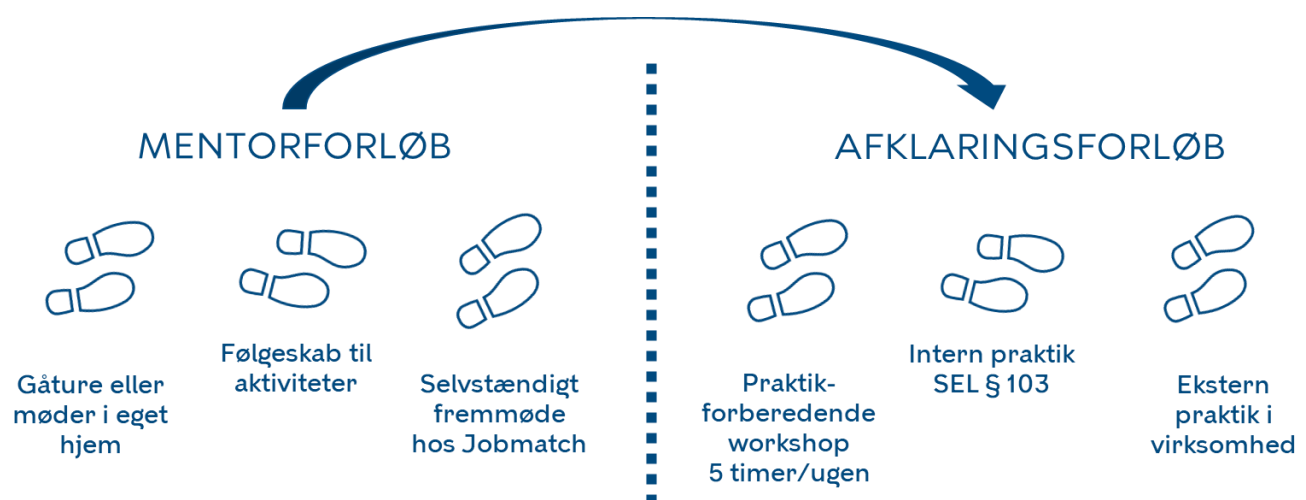 MENTORFORLØB
Gåture eller
møder i eget
hjem
Følgeskab til
aktiviteter
Selvstændigt
fremmøde
hos Jobmatch
AFKLARINGSFORLØB
Praktik-
forberedende
workshop
5 timer/ugen
Intern praktik
SEL § 103
Ekstern
praktik i
virksomhed